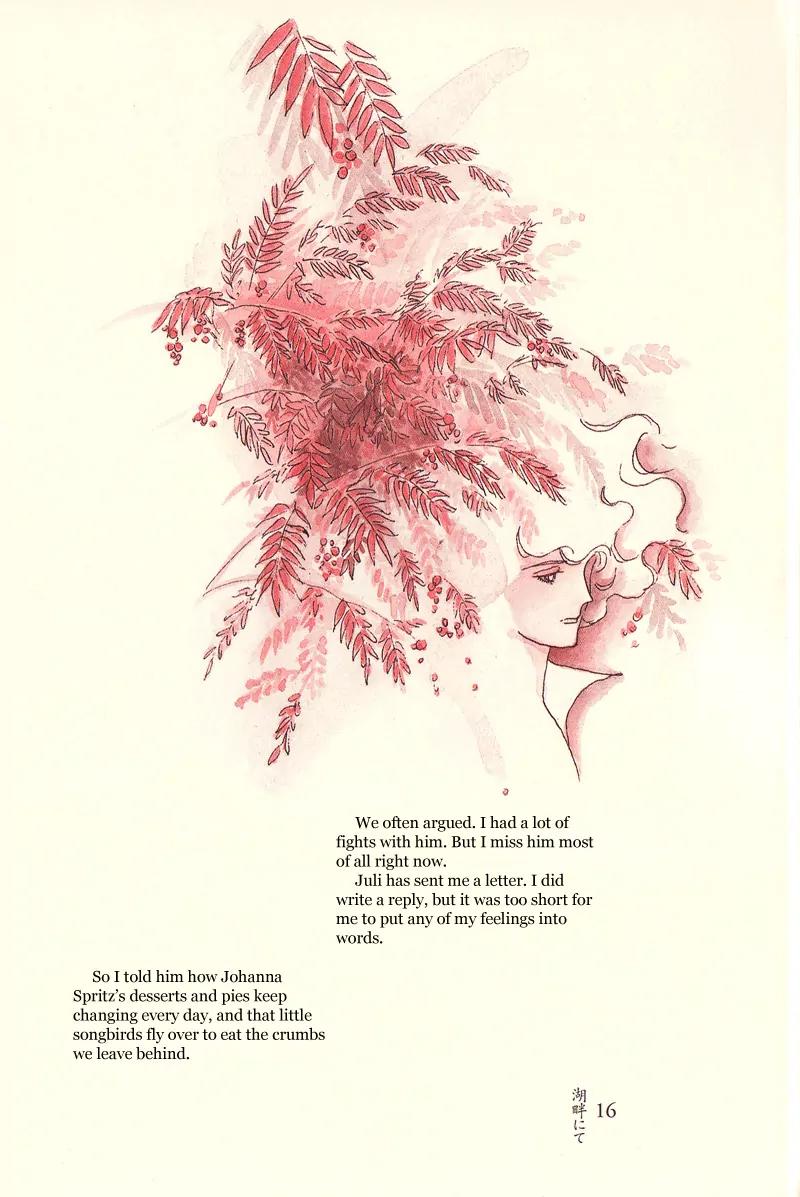 We often argued. I had a lot of
fights with him. But I miss him most
of all right now.
Juli has sent me a letter. I did
write a reply, but it was too short for
me to put any of my feelings into
words.
So I told him how Johanna
Spritz’s desserts and pies keep
changing every day, and that little
songbirds fly over to eat the crumbs
we leave behind.
湖畔にて
16